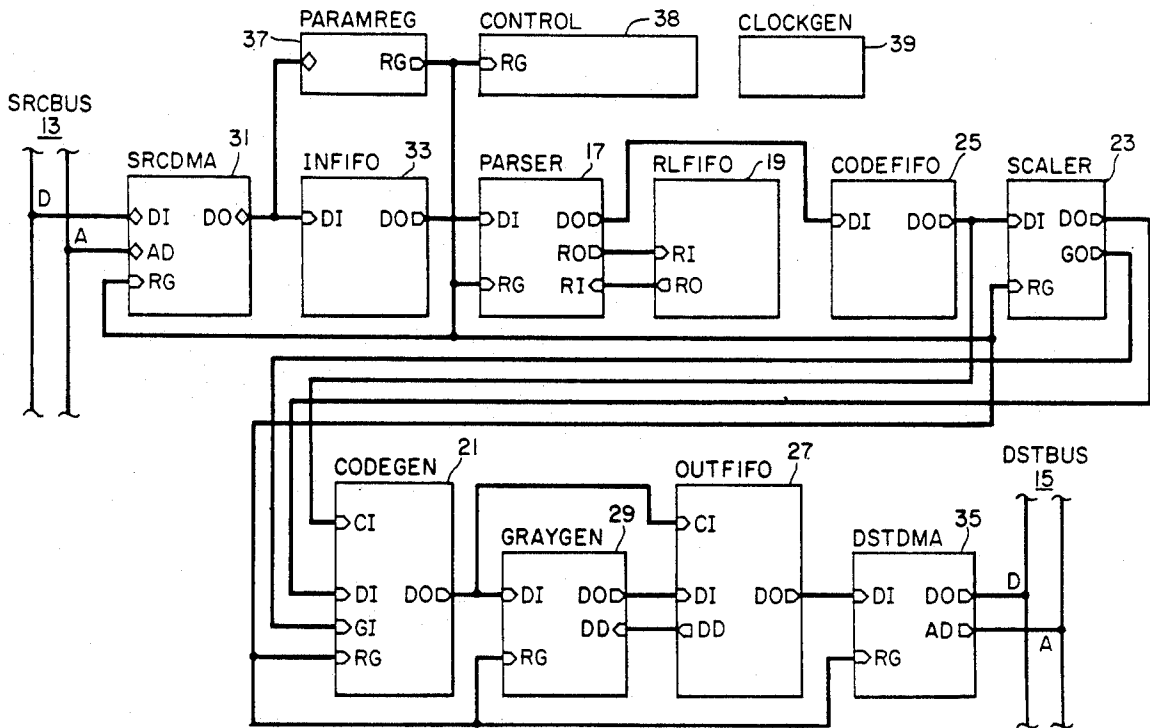 PARAMREG
37
RG
CONTROL
38
RG
CLOCKGEN
39
SRCBUS
13
D
A
SRCDMA
31
DI
DO
AD
RG
INFIFO
33
DI
DO
PARSER
17
DI
DO
RO
RG
RI
RLFIFO
19
RI
RO
CODEFIFO
25
DI
DO
SCALER
23
DI
DO
GO
RG
CODEGEN
21
CI
DI
DO
GI
RG
GRAYGEN
29
DI
DO
DD
RG
OUTFIFO
27
CI
DI
DO
DD
DSTDMA
35
DI
DO
AD
RG
DSTBUS
15
D
A